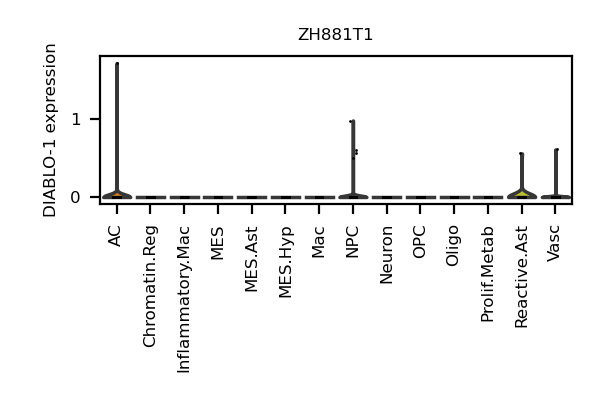 ZH881T1
DIABLO-1 expression
1
0
AC
Chromatin.Reg
Inflammatory.Mac
MES
MES.Ast
MES.Hyp
Mac
NPC
Neuron
OPC
Oligo
Prolif.Metab
Reactive.Ast
Vasc